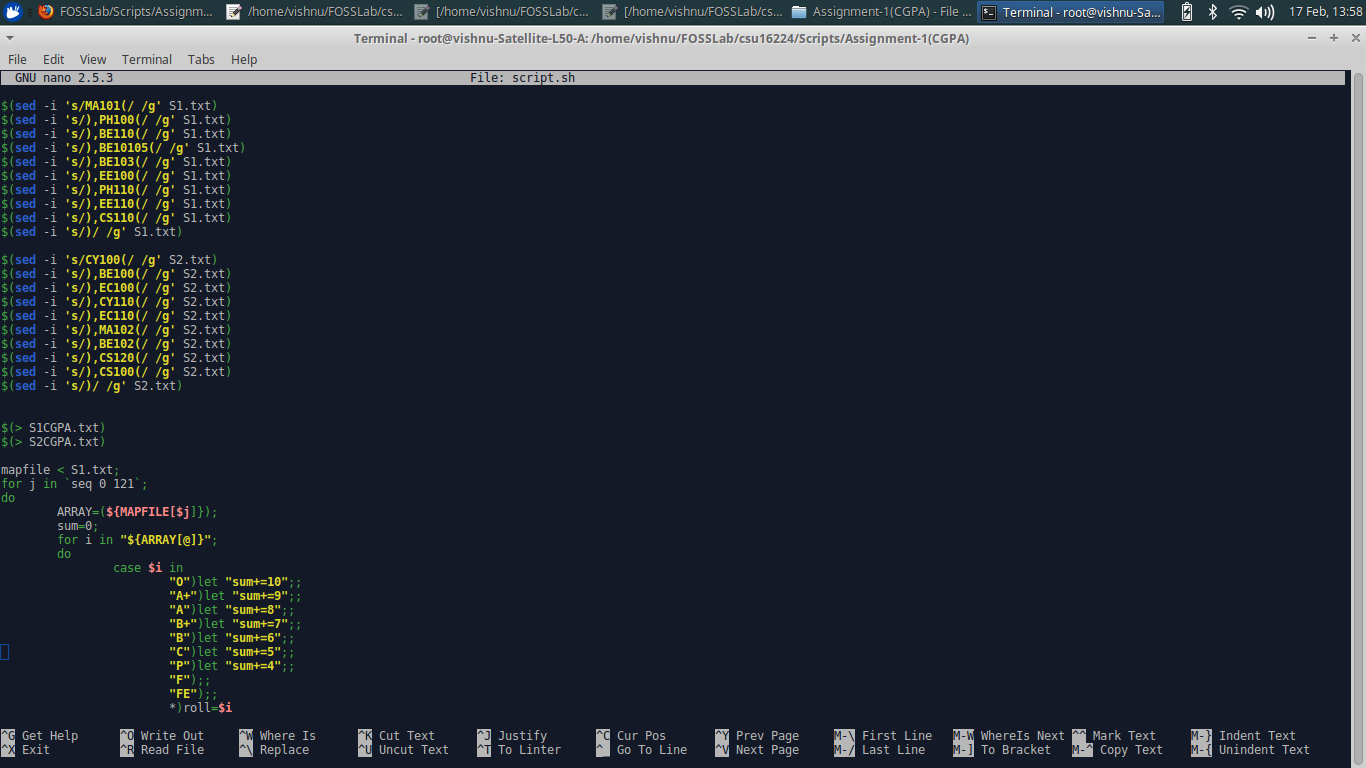 FOSSLab/Scripts/Assignm... /home/vishnu/FOSSLab/cs... [/home/vishnu/FOSSLab/c... [/home/vishnu/FOSSLab/cs... Assignment-1(CGPA) - File ... Terminal - root@vishnu-Sa... 17 Feb, 13:58
Terminal - root@vishnu-Satellite-L50-A: /home/vishnu/FOSSLab/csu16224/Scripts/Assignment-1(CGPA)
File Edit View Terminal Tabs Help
GNU nano 2.5.3 File: script.sh
$(sed -i 's/MA101(/ /g' S1.txt)
$(sed -i 's/),PH100(/ /g' S1.txt)
$(sed -i 's/),BE110(/ /g' S1.txt)
$(sed -i 's/),BE10105(/ /g' S1.txt)
$(sed -i 's/),BE103(/ /g' S1.txt)
$(sed -i 's/),EE100(/ /g' S1.txt)
$(sed -i 's/),PH110(/ /g' S1.txt)
$(sed -i 's/),EE110(/ /g' S1.txt)
$(sed -i 's/),CS110(/ /g' S1.txt)
$(sed -i 's/)/ /g' S1.txt)
$(sed -i 's/CY100(/ /g' S2.txt)
$(sed -i 's/),BE100(/ /g' S2.txt)
$(sed -i 's/),EC100(/ /g' S2.txt)
$(sed -i 's/),CY110(/ /g' S2.txt)
$(sed -i 's/),EC110(/ /g' S2.txt)
$(sed -i 's/),MA102(/ /g' S2.txt)
$(sed -i 's/),BE102(/ /g' S2.txt)
$(sed -i 's/),CS120(/ /g' S2.txt)
$(sed -i 's/),CS100(/ /g' S2.txt)
$(sed -i 's/)/ /g' S2.txt)
$(> S1CGPA.txt)
$(> S2CGPA.txt)
mapfile < S1.txt;
for j in `seq 0 121`;
do
ARRAY=(${MAPFILE[$j]});
sum=0;
for i in "${ARRAY[@]}";
do
case $i in
"O")let "sum+=10";;
"A+")let "sum+=9";;
"A")let "sum+=8";;
"B+")let "sum+=7";;
"B")let "sum+=6";;
"C")let "sum+=5";;
"P")let "sum+=4";;
"F");;
"FE");;
*)roll=$i
^G Get Help ^O Write Out ^W Where Is ^K Cut Text ^J Justify ^C Cur Pos ^Y Prev Page M-\ First Line M-W WhereIs Next ^^ Mark Text M-} Indent Text
^X Exit ^R Read File ^\ Replace ^U Uncut Text ^T To Linter ^_ Go To Line ^V Next Page M-/ Last Line M-] To Bracket M-^ Copy Text M-{ Unindent Text